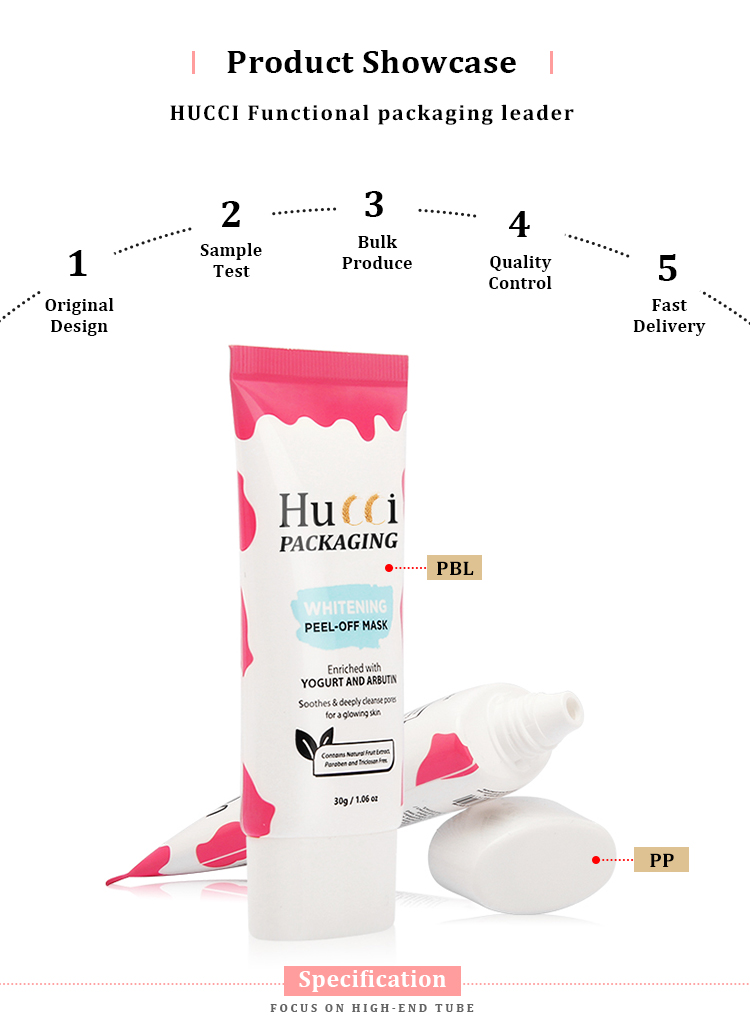 Product Showcase
HUCCI Functional packaging leader
1
Original
Design
2
Sample
Test
3
Bulk
Produce
4
Quality
Control
5
Fast
Delivery
Hucci
PACKAGING
PBL
WHITENING
PEEL-OFF MASK
Enriched with
YOGURT AND ARBUTIN
Soothes & deeply cleanse pores
for a glowing skin
Contains Natural Fruit Extract,
Paraben and Triclosan Free.
30g / 1.06 oz
PP
Specification
FOCUS ON HIGH-END TUBE